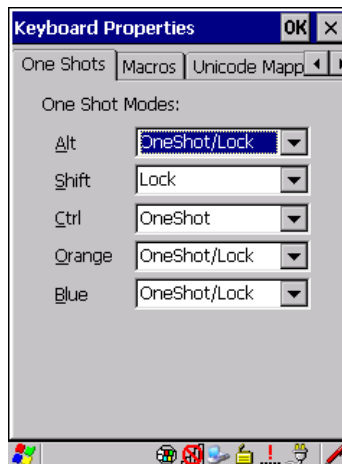 Keyboard Properties OK ×
One Shots Macros Unicode Mapp
One Shot Modes:
Alt OneShot/Lock
Shift Lock
Ctrl OneShot
Orange OneShot/Lock
Blue OneShot/Lock